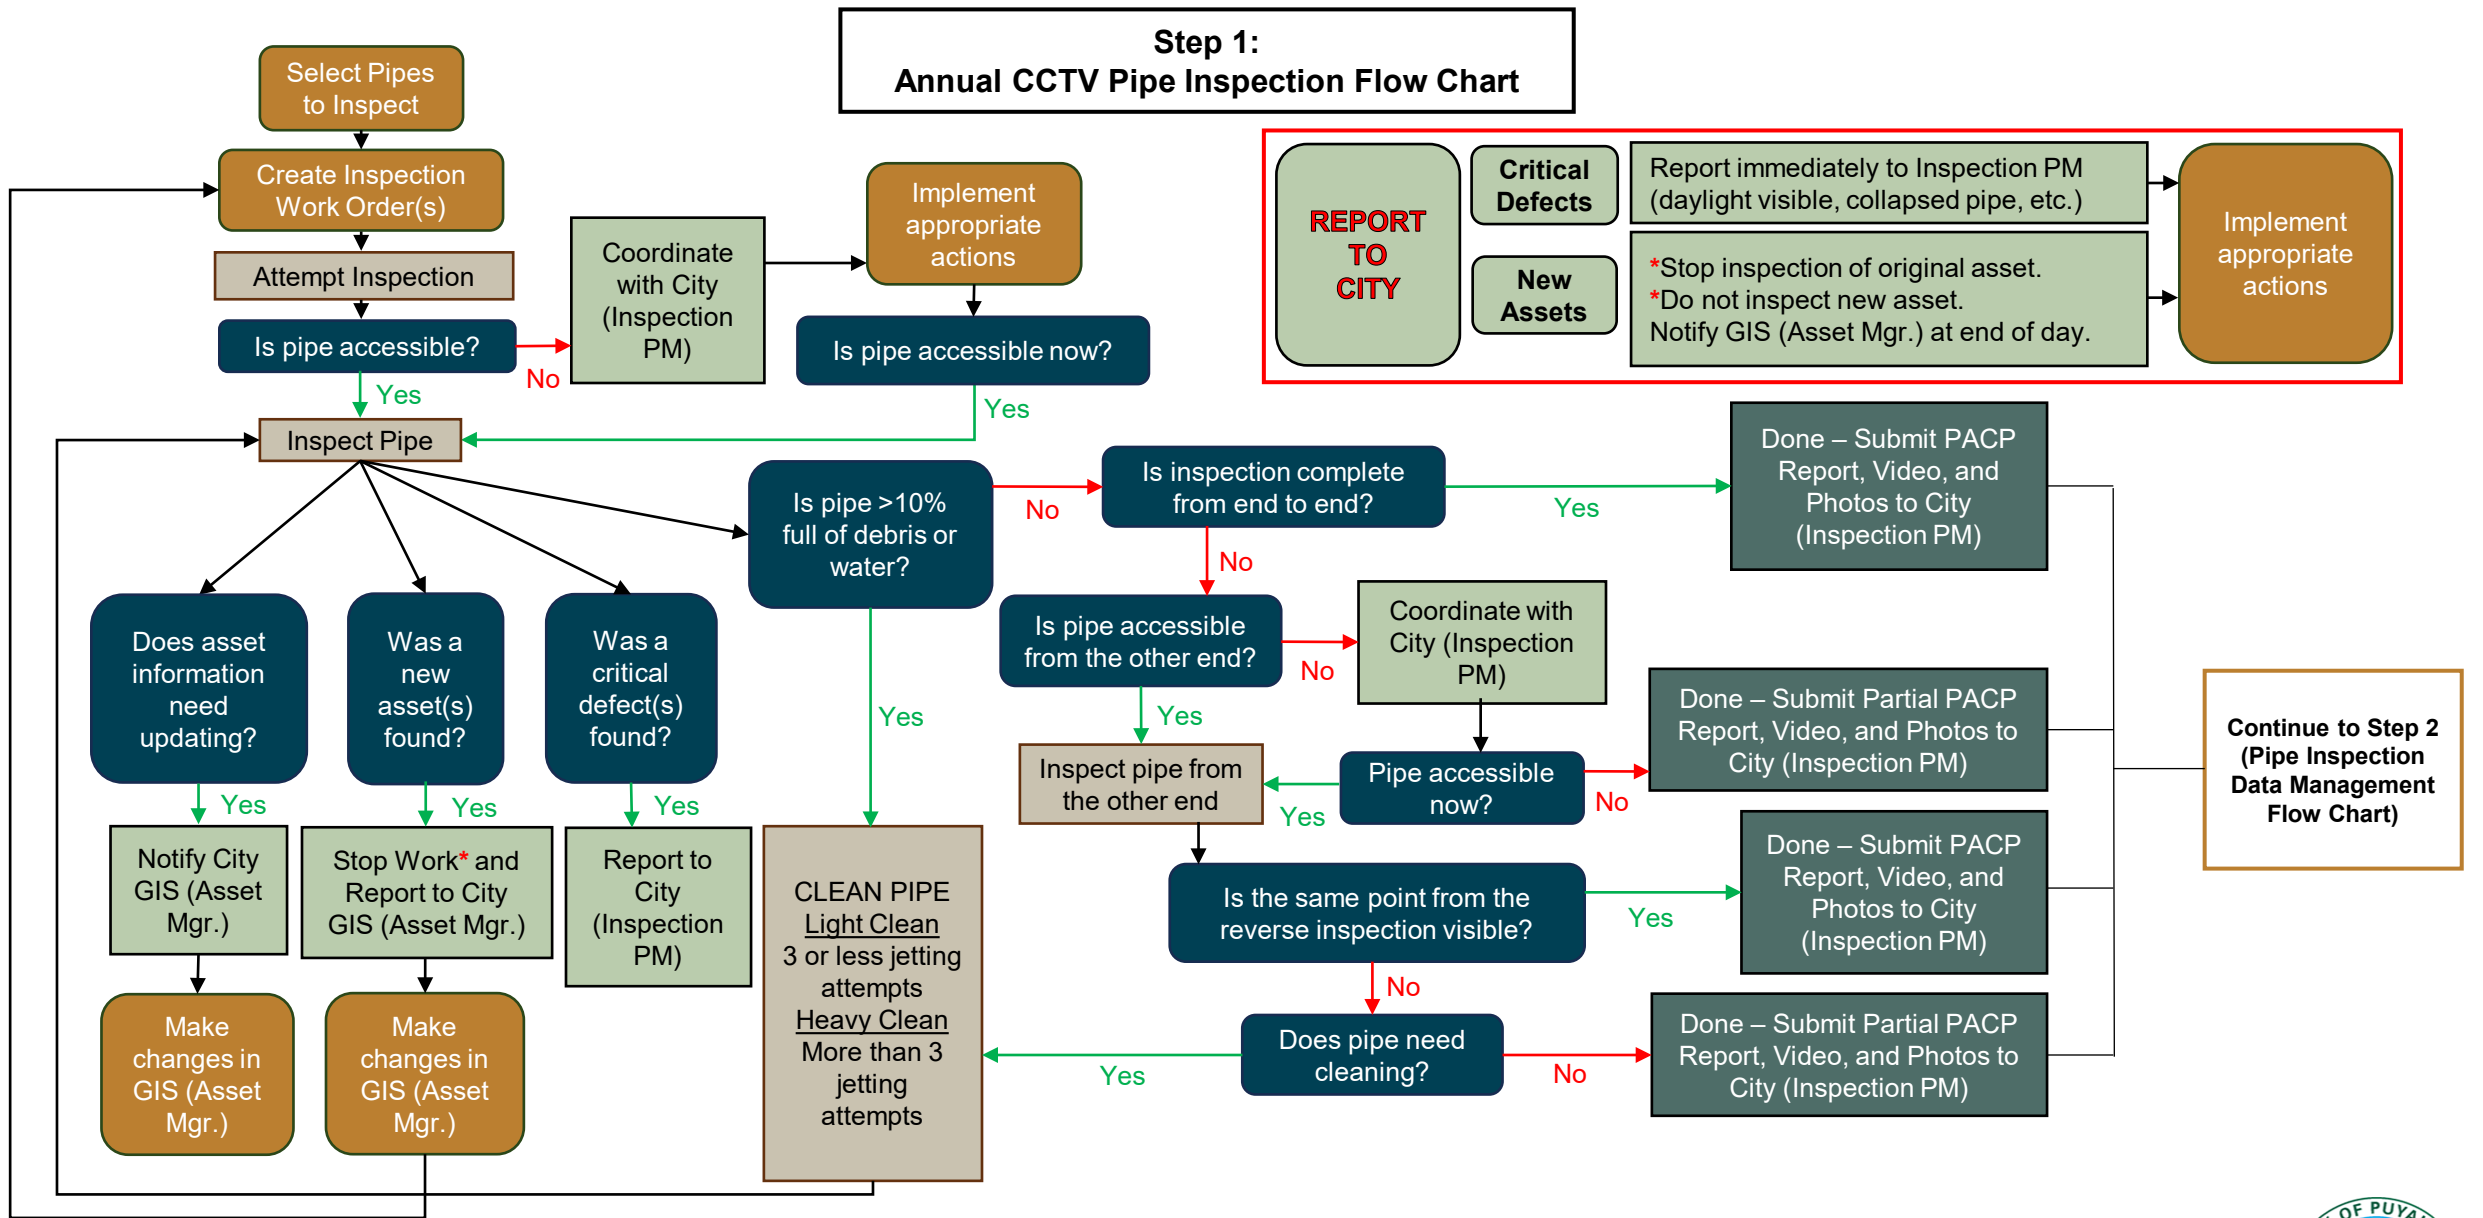 Step 1:
Annual CCTV Pipe Inspection Flow Chart
Select Pipes
to Inspect
Create Inspection
Work Order(s)
Attempt Inspection
Is pipe accessible?
No
Yes
Coordinate
with City
(Inspection
PM)
Implement
appropriate
actions
Is pipe accessible now?
Yes
REPORT
TO
CITY
Critical
Defects
Report immediately to Inspection PM
(daylight visible, collapsed pipe, etc.)
New
Assets
*Stop inspection of original asset.
*Do not inspect new asset.
Notify GIS (Asset Mgr.) at end of day.
Implement
appropriate
actions
Inspect Pipe
Is pipe >10%
full of debris or
water?
No
Yes
Is inspection complete
from end to end?
Yes
No
Done – Submit PACP
Report, Video, and
Photos to City
(Inspection PM)
Does asset
information
need
updating?
Yes
Was a
new
asset(s)
found?
Yes
Was a
critical
defect(s)
found?
Yes
Is pipe accessible
from the other end?
No
Yes
Coordinate with
City (Inspection
PM)
Inspect pipe from
the other end
Pipe accessible
now?
Yes
No
Done – Submit Partial PACP
Report, Video, and Photos to
City (Inspection PM)
Continue to Step 2
(Pipe Inspection
Data Management
Flow Chart)
Notify City
GIS (Asset
Mgr.)
Stop Work* and
Report to City
GIS (Asset Mgr.)
Report to
City
(Inspection
PM)
CLEAN PIPE
Light Clean
3 or less jetting
attempts
Heavy Clean
More than 3
jetting
attempts
Is the same point from the
reverse inspection visible?
Yes
No
Done – Submit PACP
Report, Video, and
Photos to City
(Inspection PM)
Make
changes in
GIS (Asset
Mgr.)
Make
changes in
GIS (Asset
Mgr.)
Does pipe need
cleaning?
Yes
No
Done – Submit Partial PACP
Report, Video, and Photos to
City (Inspection PM)
OF